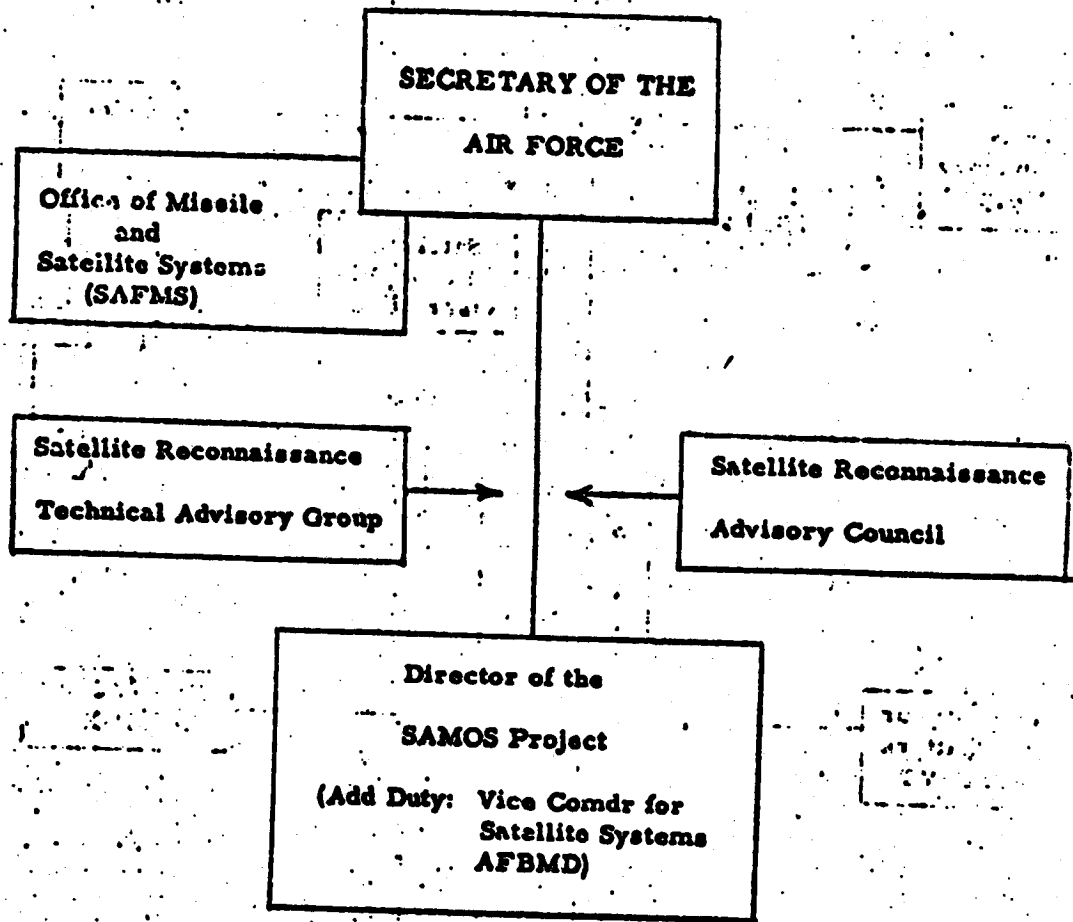 SECRETARY OF THE
AIR FORCE
Office of Missile
and
Satellite Systems
(SAFMS)
Satellite Reconnaissance
Technical Advisory Group
Satellite Reconnaissance
Advisory Council
Director of the
SAMOS Project
(Add Duty: Vice Comdr for
Satellite Systems
AFBMD)